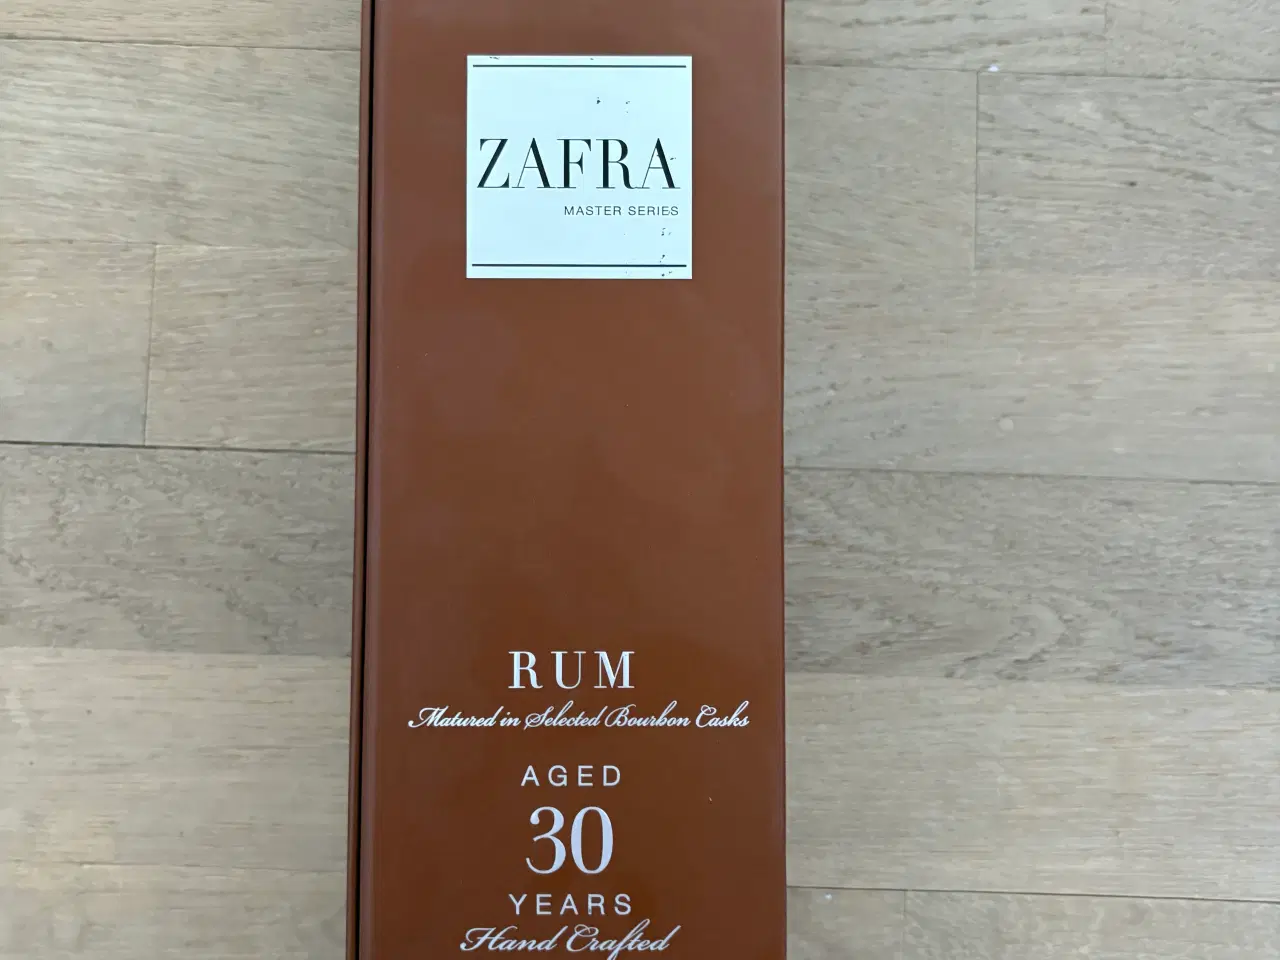 ZAFRA
MASTER SERIES
RUM
Matured in Selected Bourbon Casks
AGED
30
YEARS
Hand Crafted